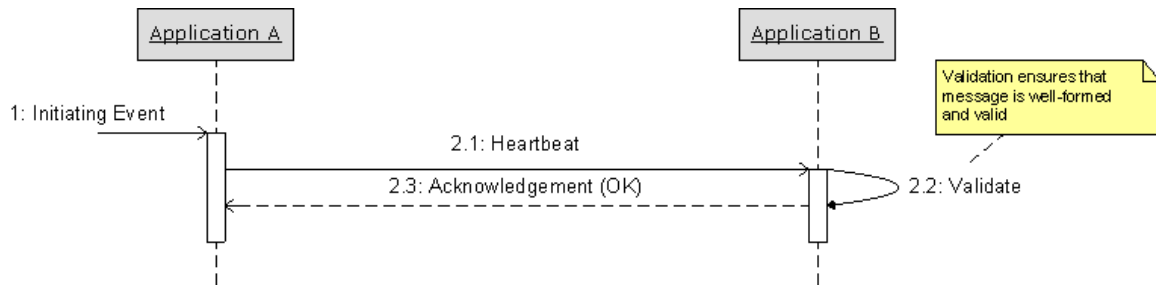 Application A
Application B
Validation ensures that
message is well-formed
and valid
1: Initiating Event
2.1: Heartbeat
2.3: Acknowledgement (OK)
2.2: Validate